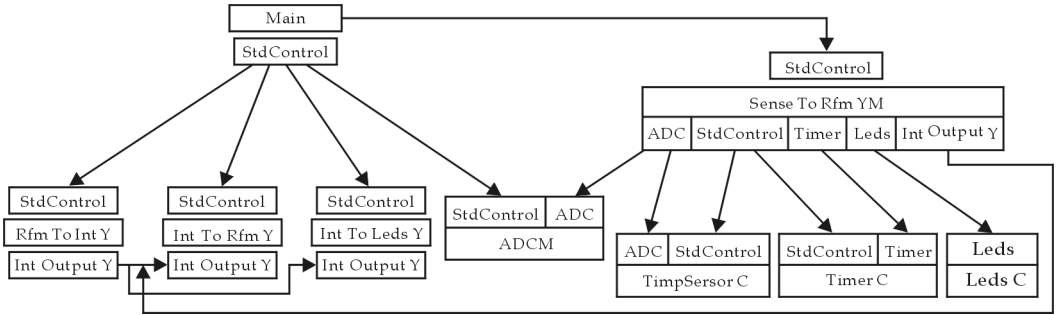 Main
StdControl
StdControl
Sense To Rfm YM
ADC StdControl Timer Leds Int Output Y
StdControl StdControl StdControl
Rfm To Int Y Int To Rfm Y Int To Leds Y
Int Output Y Int Output Y Int Output Y
StdControl ADC
ADCM
ADC StdControl
TimpSersor C
StdControl Timer
Timer C
Leds
Leds C